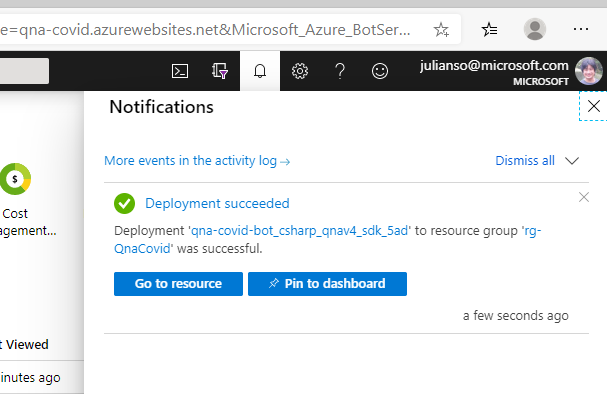 e=qna-covid.azurewebsites.net&Microsoft_Azure_BotSer...
julianso@microsoft.com
MICROSOFT
Notifications
More events in the activity log →
Dismiss all
Deployment succeeded
Deployment 'qna-covid-bot_csharp_qnav4_sdk_5ad' to resource group 'rg-
QnaCovid' was successful.
Go to resource
Pin to dashboard
a few seconds ago
$
Cost
agement...
t Viewed
inutes ago